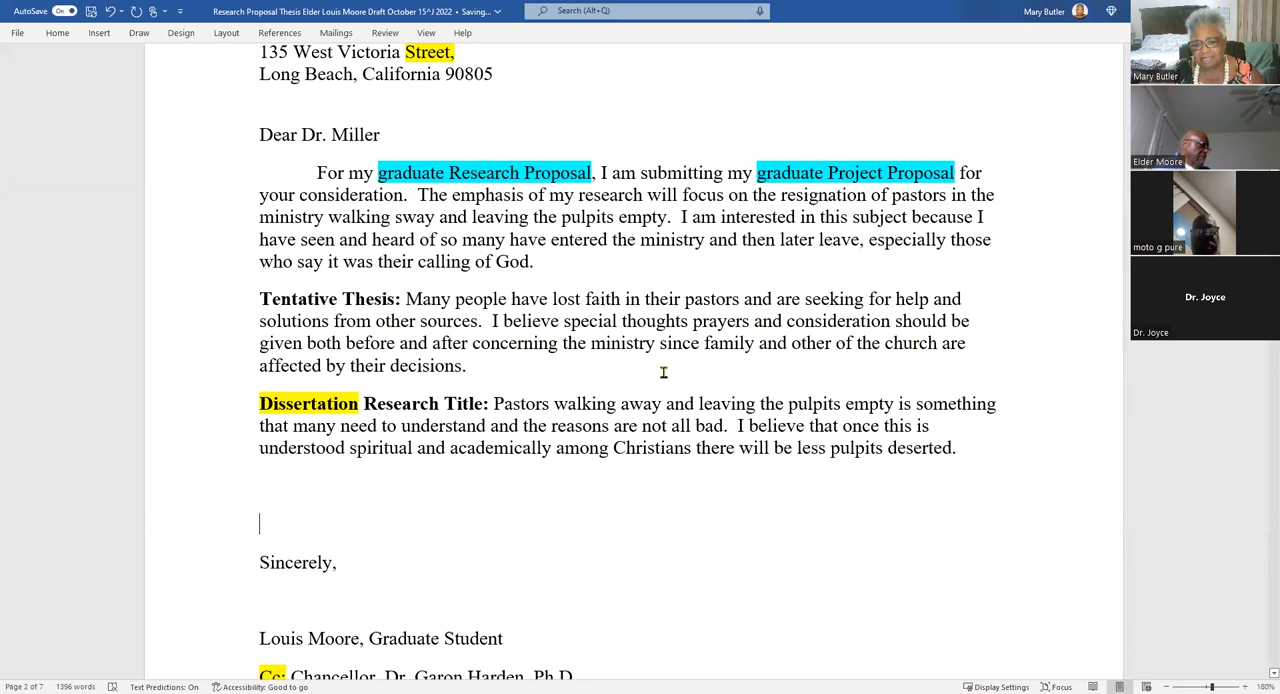 AutoSave On Research Proposal Thesis Elder Louis Moore Draft October 15^J 2022 • Saving... Search (Alt+Q) Mary Butler
File Home Insert Draw Design Layout References Mailings Review View Help
135 West Victoria Street,
Long Beach, California 90805
Dear Dr. Miller
For my graduate Research Proposal, I am submitting my graduate Project Proposal for
your consideration. The emphasis of my research will focus on the resignation of pastors in the
ministry walking sway and leaving the pulpits empty. I am interested in this subject because I
have seen and heard of so many have entered the ministry and then later leave, especially those
who say it was their calling of God.
Tentative Thesis: Many people have lost faith in their pastors and are seeking for help and
solutions from other sources. I believe special thoughts prayers and consideration should be
given both before and after concerning the ministry since family and other of the church are
affected by their decisions.
Dissertation Research Title: Pastors walking away and leaving the pulpits empty is something
that many need to understand and the reasons are not all bad. I believe that once this is
understood spiritual and academically among Christians there will be less pulpits deserted.
Sincerely,
Louis Moore, Graduate Student
Cc: Chancellor, Dr. Garon Harden, Ph.D
Mary Butler
Elder Moore
moto g pure
Dr. Joyce
Dr. Joyce
Page 2 of 7 1396 words Text Predictions: On Accessibility: Good to go Display Settings Focus 180%